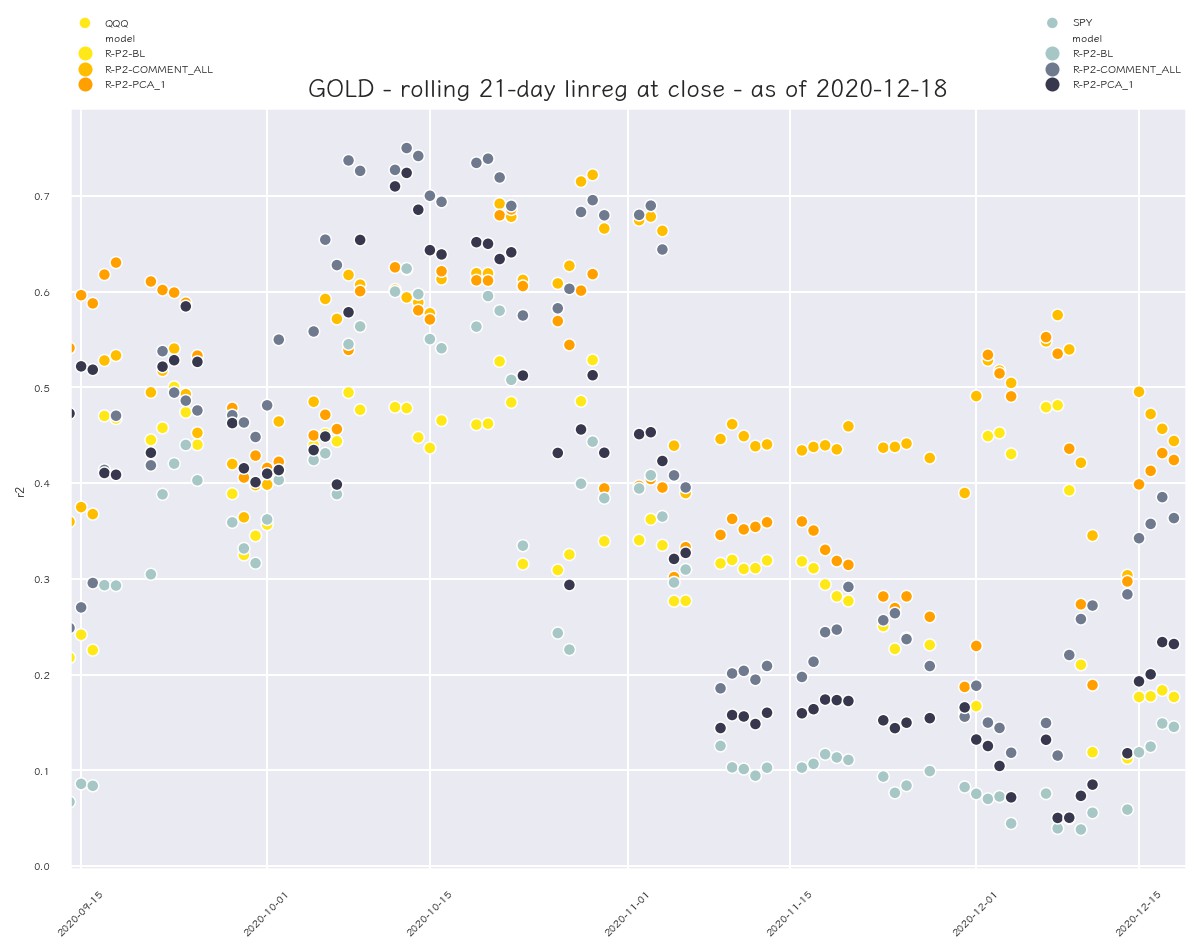 QQQ
model
R-P2-BL
R-P2-COMMENT_ALL
R-P2-PCA_1
SPY
model
R-P2-BL
R-P2-COMMENT_ALL
R-P2-PCA_1
GOLD - rolling 21-day linreg at close - as of 2020-12-18
0.7
0.6
0.5
0.4
0.3
0.2
0.1
0.0
r2
2020-09-15
2020-10-01
2020-10-15
2020-11-01
2020-11-15
2020-12-01
2020-12-15